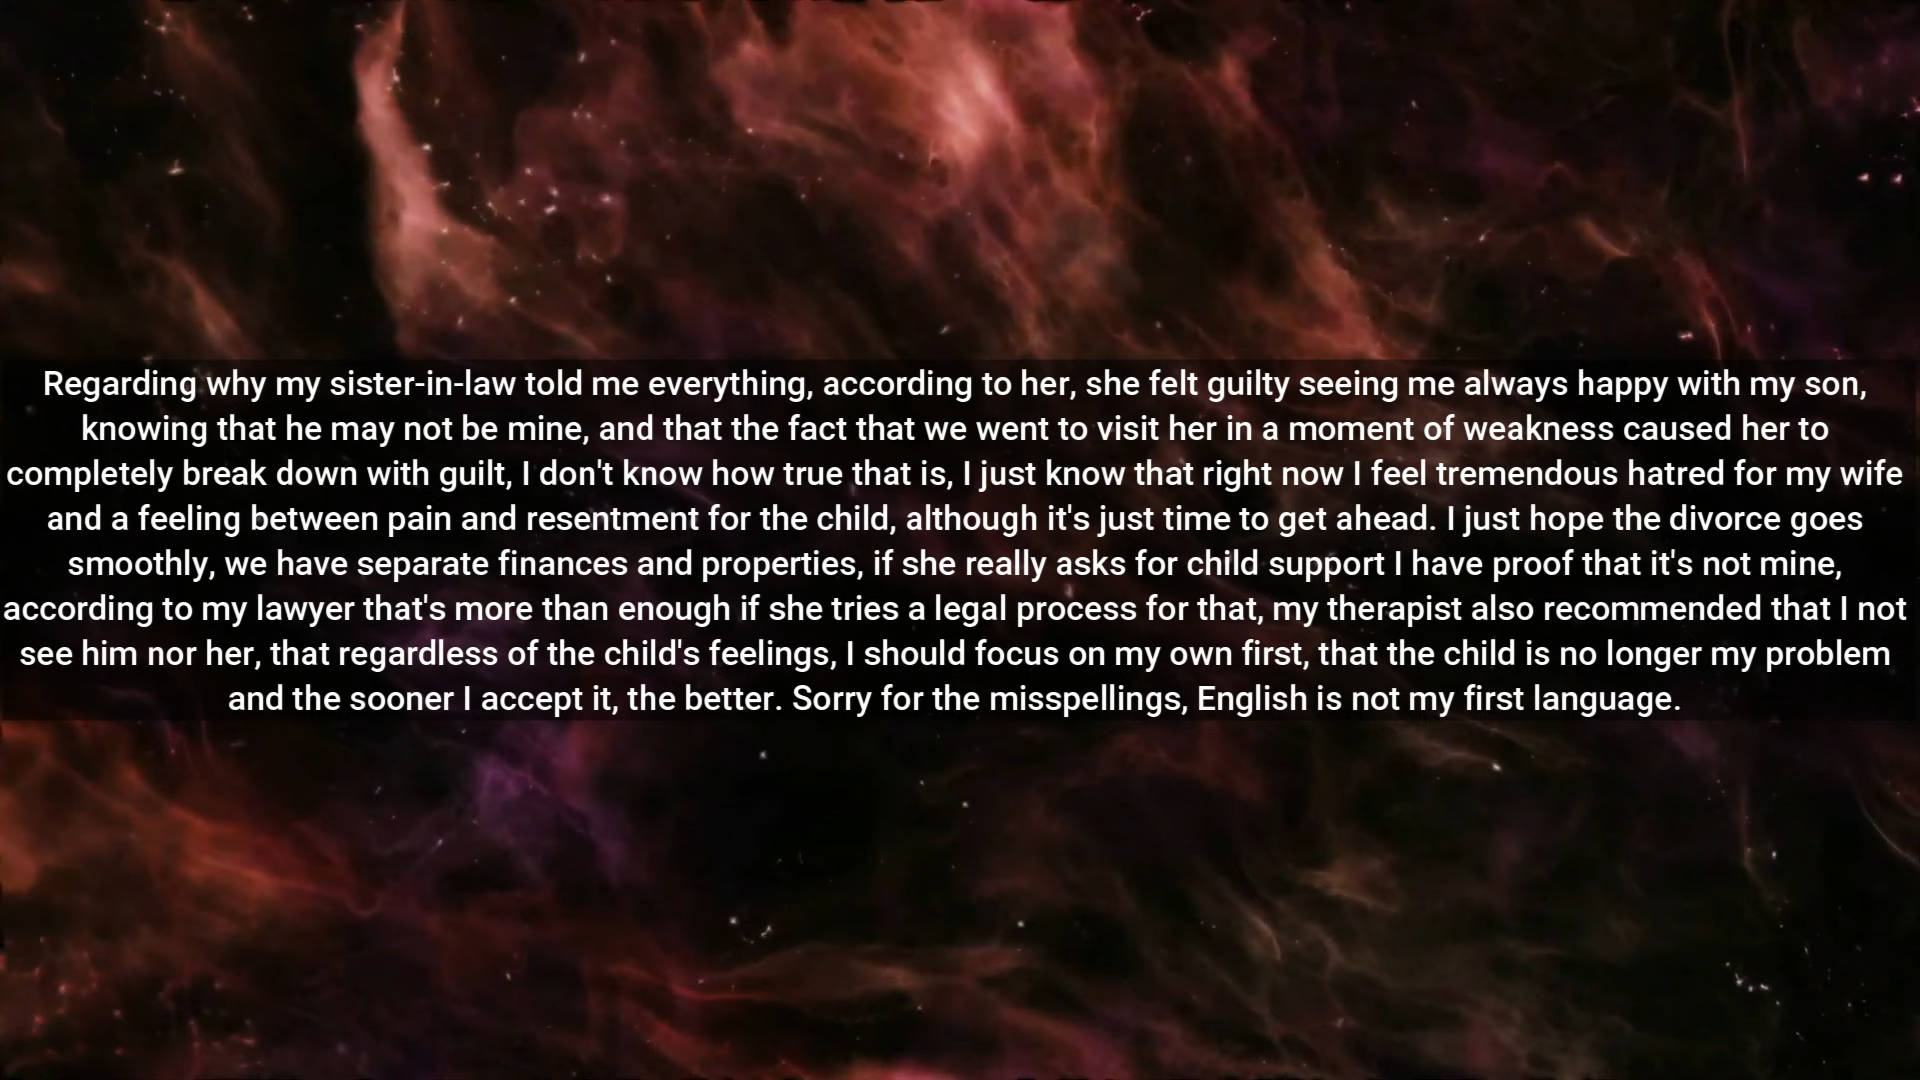 Regarding why my sister-in-law told me everything, according to her, she felt guilty seeing me always happy with my son,
knowing that he may not be mine, and that the fact that we went to visit her in a moment of weakness caused her to
completely break down with guilt, I don't know how true that is, I just know that right now I feel tremendous hatred for my wife
and a feeling between pain and resentment for the child, although it's just time to get ahead. I just hope the divorce goes
smoothly, we have separate finances and properties, if she really asks for child support I have proof that it's not mine,
according to my lawyer that's more than enough if she tries a legal process for that, my therapist also recommended that I not
see him nor her, that regardless of the child's feelings, I should focus on my own first, that the child is no longer my problem
and the sooner I accept it, the better. Sorry for the misspellings, English is not my first language.